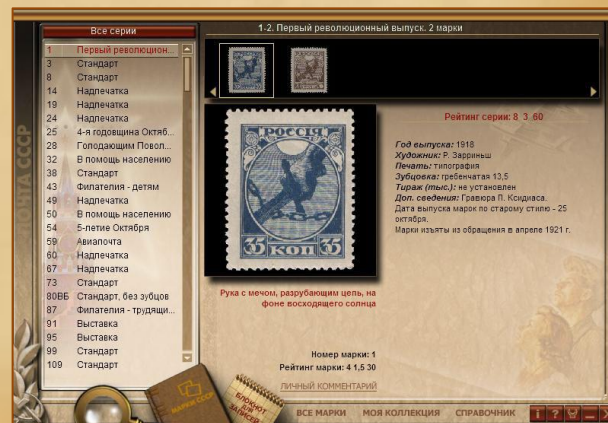 Все серии
1 Первый революцион...
3 Стандарт
8 Стандарт
14 Надпечатка
19 Надпечатка
24 Надпечатка
25 4-я годовщина Октяб...
28 Голодающим Повол...
32 В помощь населению
38 Стандарт
43 Филателия - детям
49 Надпечатка
50 В помощь населению
54 5-летие Октября
59 Авиапочта
60 Надпечатка
67 Надпечатка
73 Стандарт
80ВБ Стандарт, без зубцов
87 Филателия - трудящи...
91 Выставка
95 Выставка
99 Стандарт
109 Стандарт
ПОЧТА СССР
1-2. Первый революционный выпуск. 2 марки
РОССІЯ
35 КОП 35
Рука с мечом, разрубающим цепь, на
фоне восходящего солнца
Номер марки: 1
Рейтинг марки: 4 1,5 30
ЛИЧНЫЙ КОММЕНТАРИЙ
Рейтинг серии: 8 3 60
Год выпуска: 1918
Художник: Р. Зарриньш
Печать: типография
Зубцовка: гребенчатая 13,5
Тираж (тыс.): не установлен
Доп. сведения: Гравюра П. Ксидиаса.
Дата выпуска марок по старому стилю - 25
октября.
Марки изъяты из обращения в апреле 1921 г.
МАРКИ СССР
БЛОКНОТ
ДЛЯ
ЗАПИСЕЙ
ВСЕ МАРКИ МОЯ КОЛЛЕКЦИЯ СПРАВОЧНИК i ?